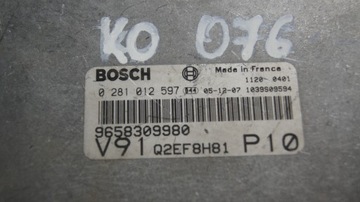 KO 076
BOSCH Made in France
1120- 0401
0 281 012 597 644 05-12-07 1039S09594
9658309980
V91 Q2EF8H81 P10